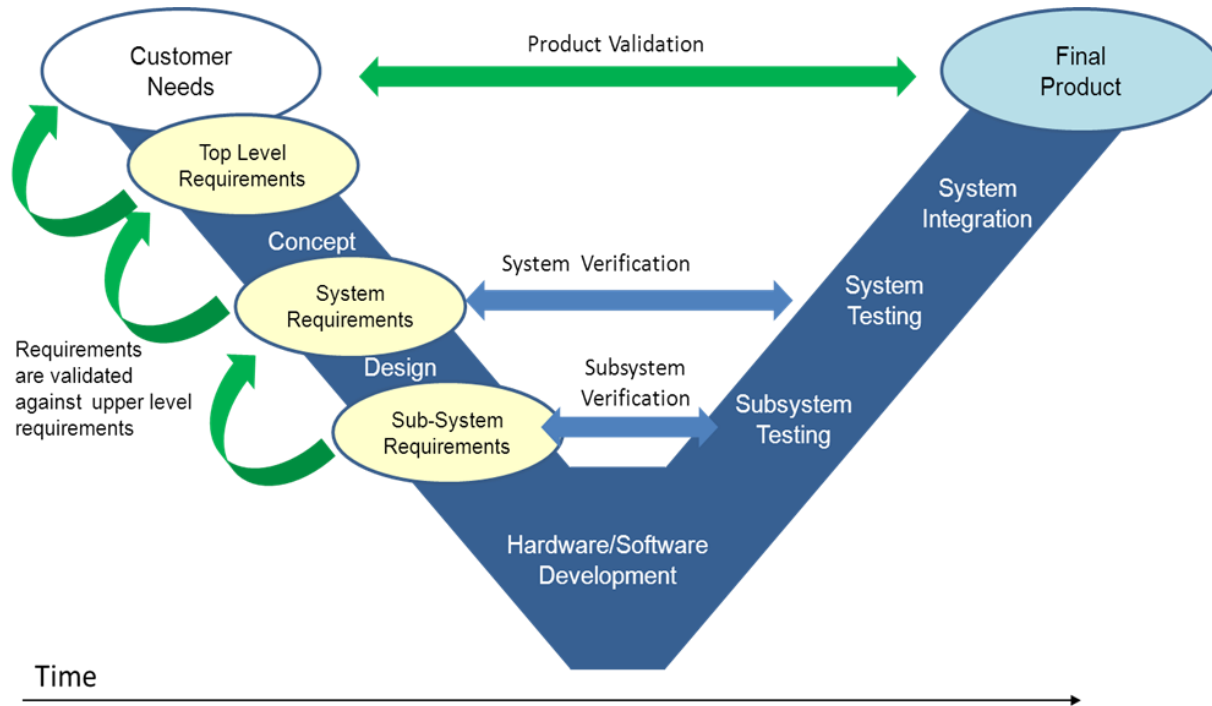 Customer
Needs
Product Validation
Final
Product
Top Level
Requirements
System
Integration
Concept
System Verification
System
Requirements
System
Testing
Requirements
are validated
against upper level
requirements
Design
Subsystem
Verification
Sub-System
Requirements
Subsystem
Testing
Hardware/Software
Development
Time